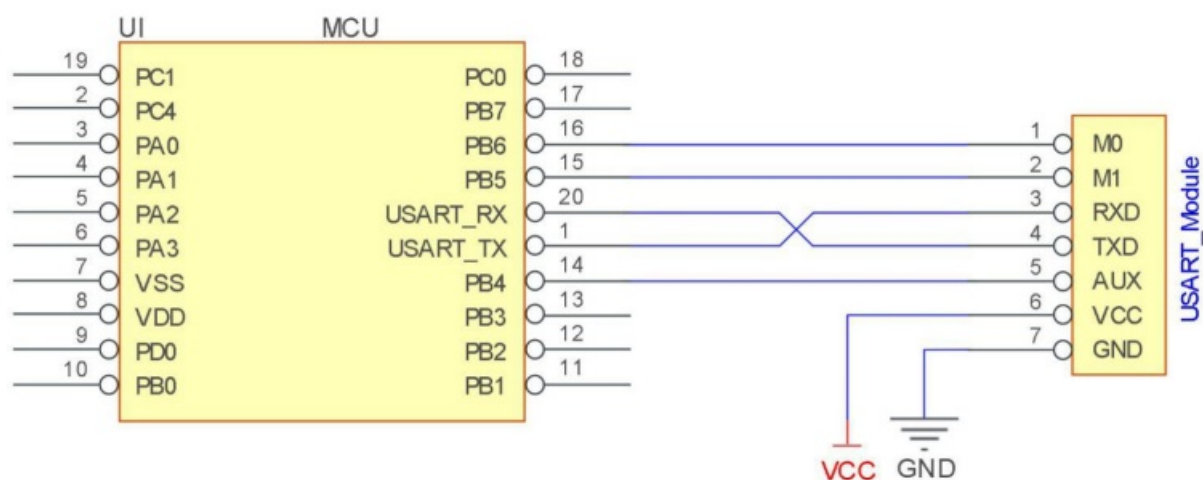 UI MCU
19 PC1 PC0 18
2 PC4 PB7 17
3 PA0 PB6 16 1 M0
4 PA1 PB5 15 2 M1
5 PA2 USART_RX 20 3 RXD
6 PA3 USART_TX 1 4 TXD
7 VSS PB4 14 5 AUX
8 VDD PB3 13 6 VCC
9 PD0 PB2 12 7 GND
10 PB0 PB1 11
USART_Module
VCC GND